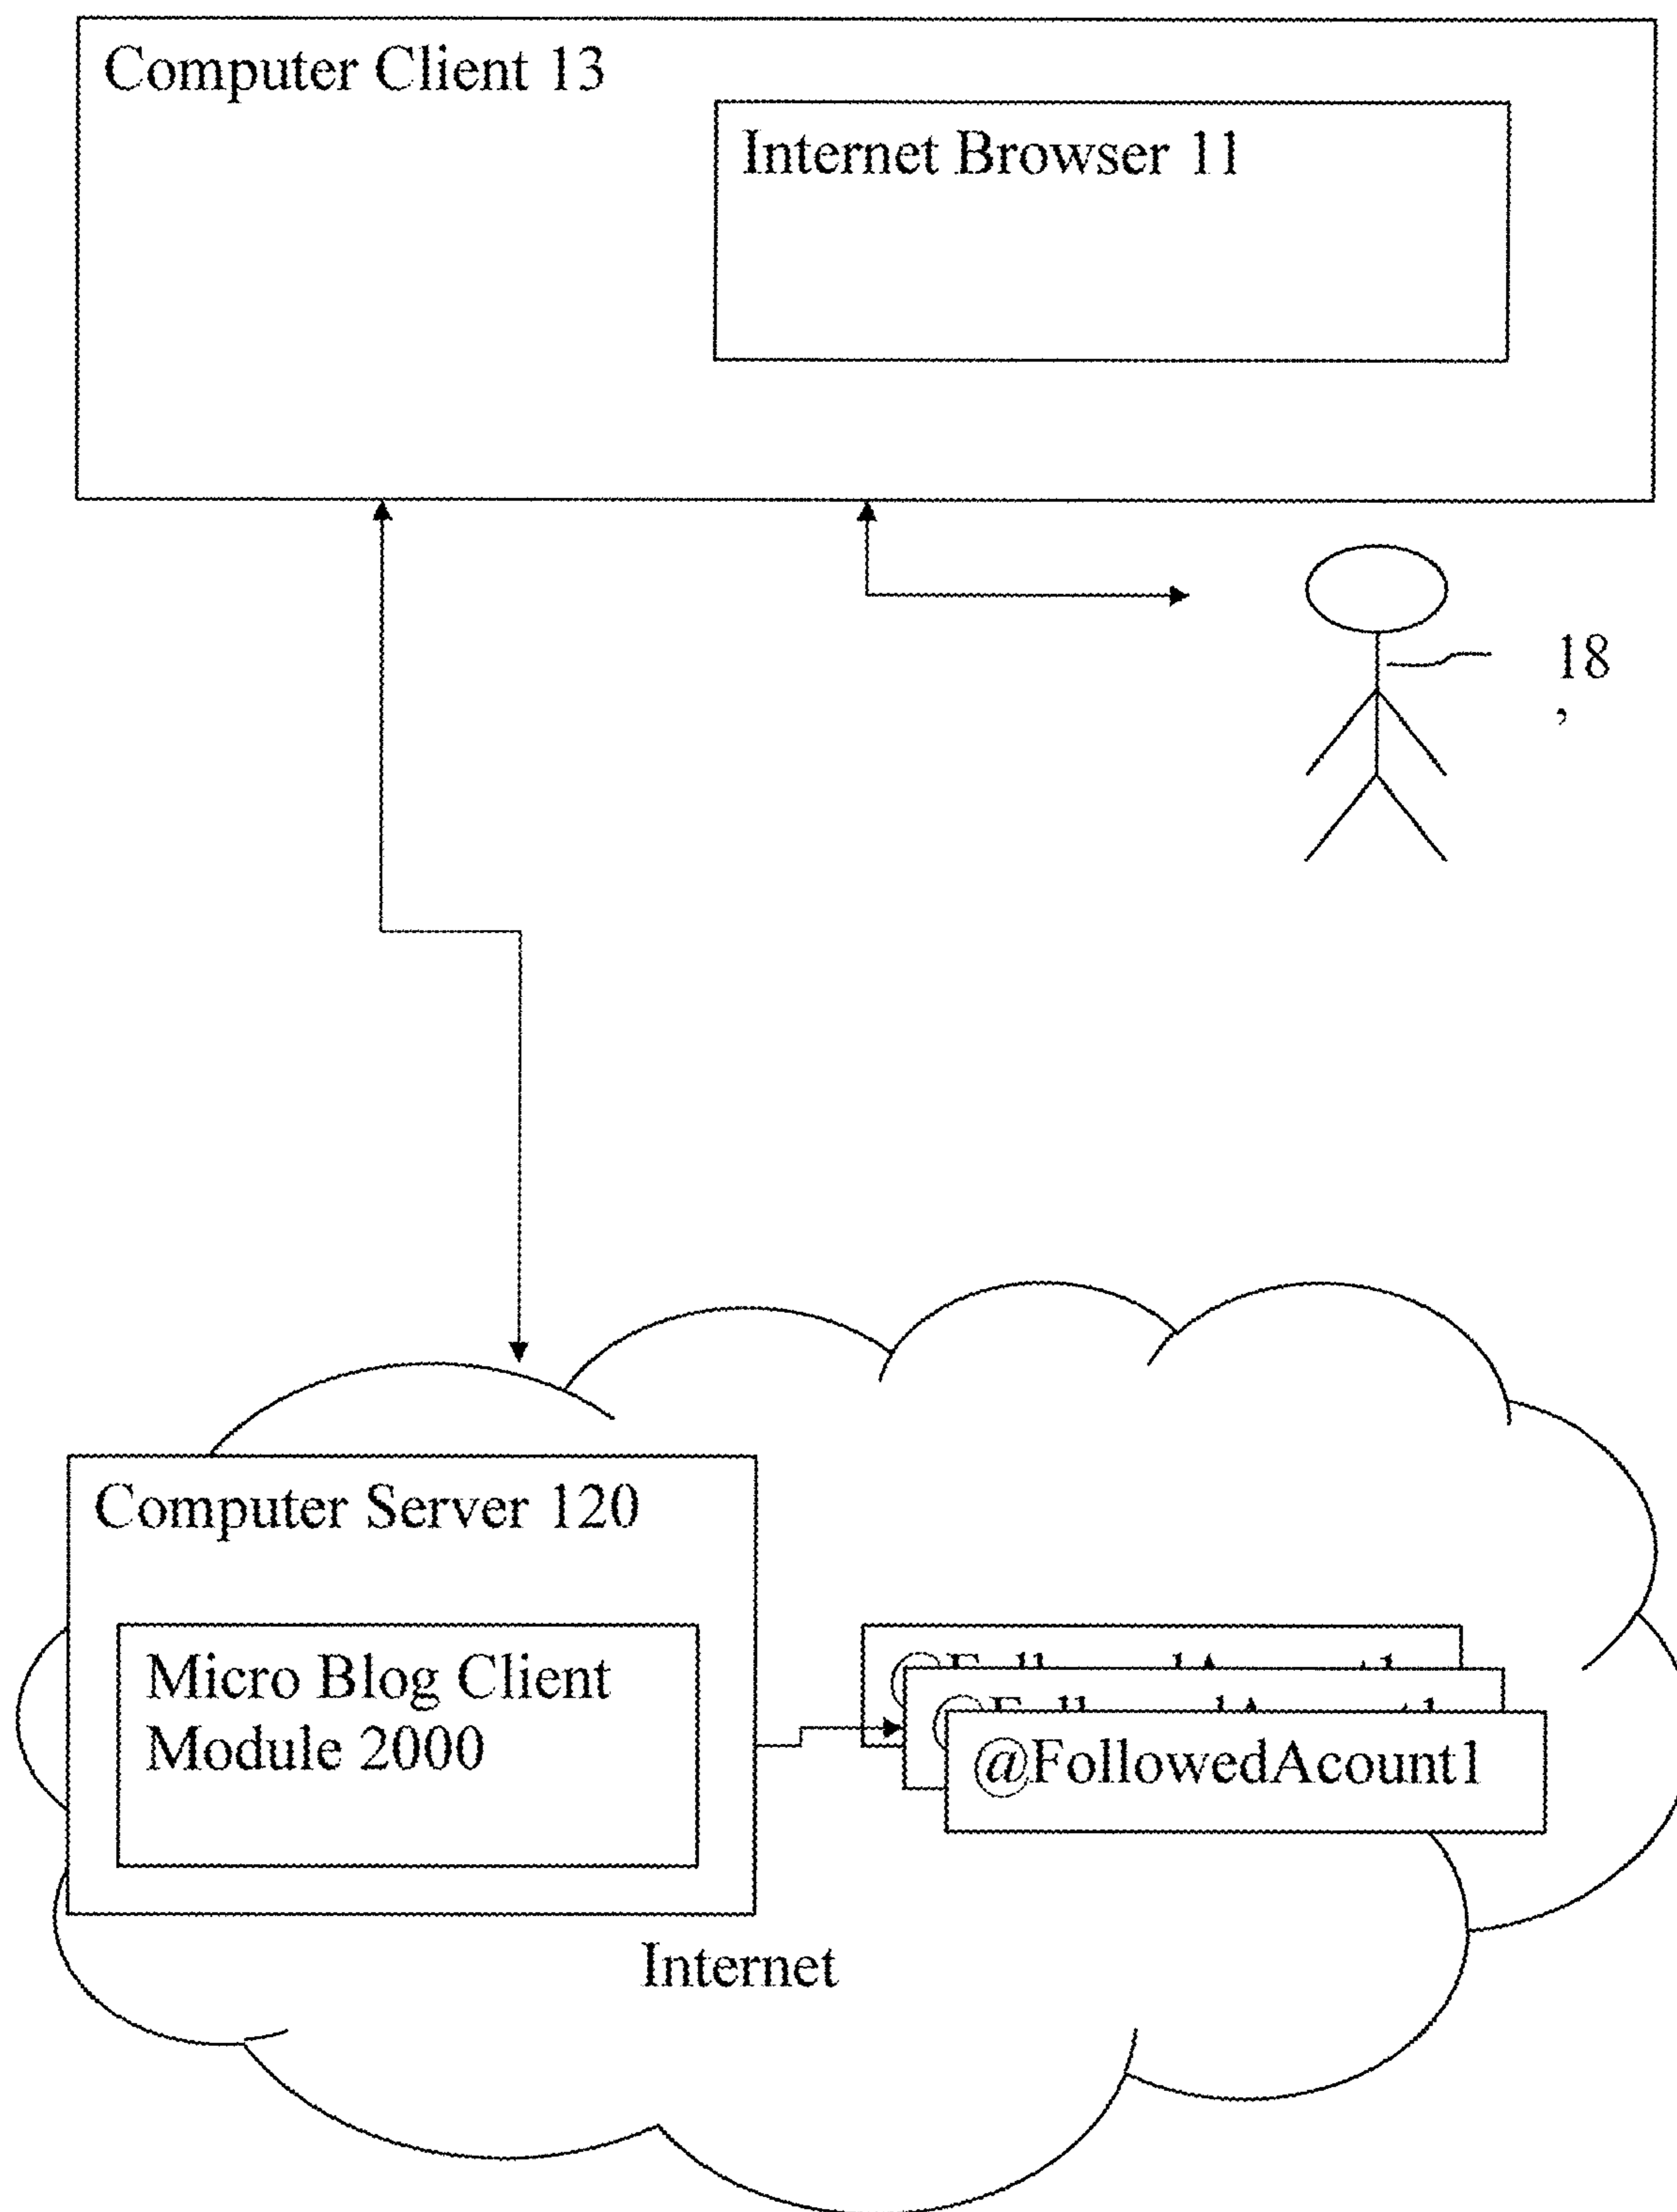 Computer Client 13
Internet Browser 11
18
,
Computer Server 120
Micro Blog Client
Module 2000
@FollowedAcount1
Internet